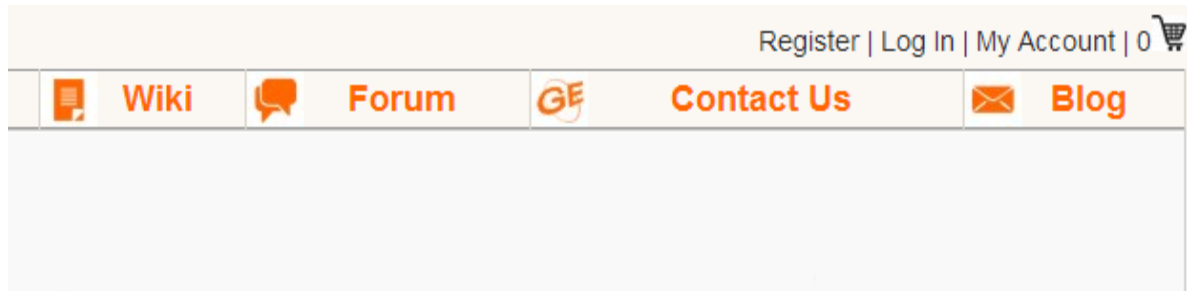 Register | Log In | My Account | 0
Wiki Forum GE Contact Us Blog